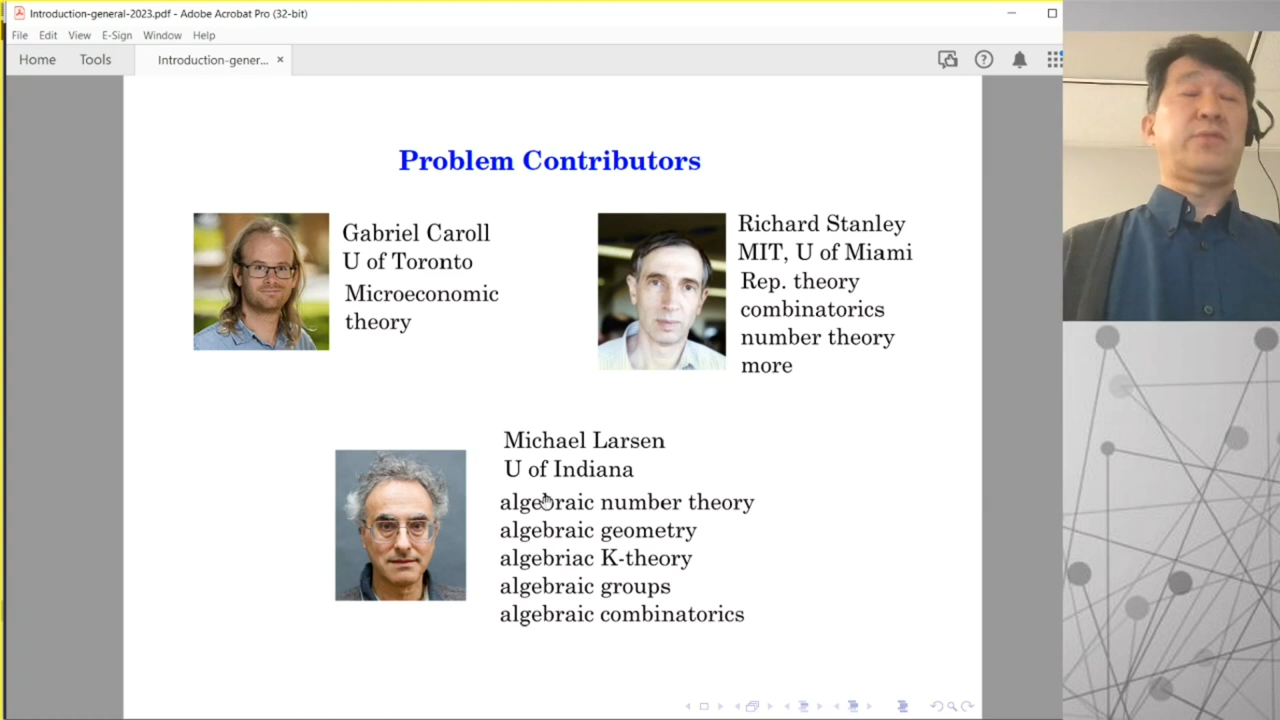 Introduction-general-2023.pdf - Adobe Acrobat Pro (32-bit)
File Edit View E-Sign Window Help
Home Tools Introduction-gener... ×
Problem Contributors
Gabriel Caroll
U of Toronto
Microeconomic
theory
Richard Stanley
MIT, U of Miami
Rep. theory
combinatorics
number theory
more
Michael Larsen
U of Indiana
algebraic number theory
algebraic geometry
algebriac K-theory
algebraic groups
algebraic combinatorics